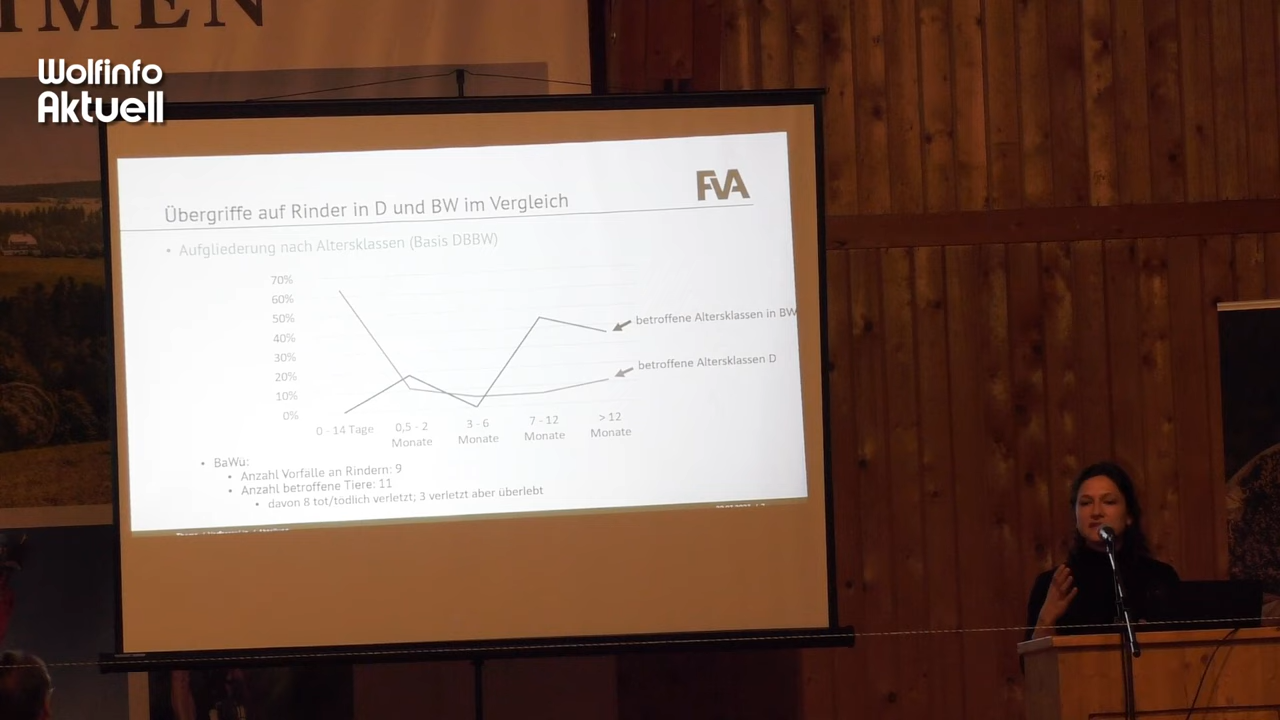 IMEN
Wolfinfo
Aktuell
FVA
Übergriffe auf Rinder in D und BW im Vergleich
• Aufgliederung nach Altersklassen (Basis DBBW)
70%
60%
50%
40%
30%
20%
10%
0%
betroffene Altersklassen in BW
betroffene Altersklassen D
0 - 14 Tage
0,5 - 2 Monate
3 - 6 Monate
7 - 12 Monate
> 12 Monate
• BaWü:
• Anzahl Vorfälle an Rindern: 9
• Anzahl betroffene Tiere: 11
• davon 8 tot/tödlich verletzt; 3 verletzt aber überlebt